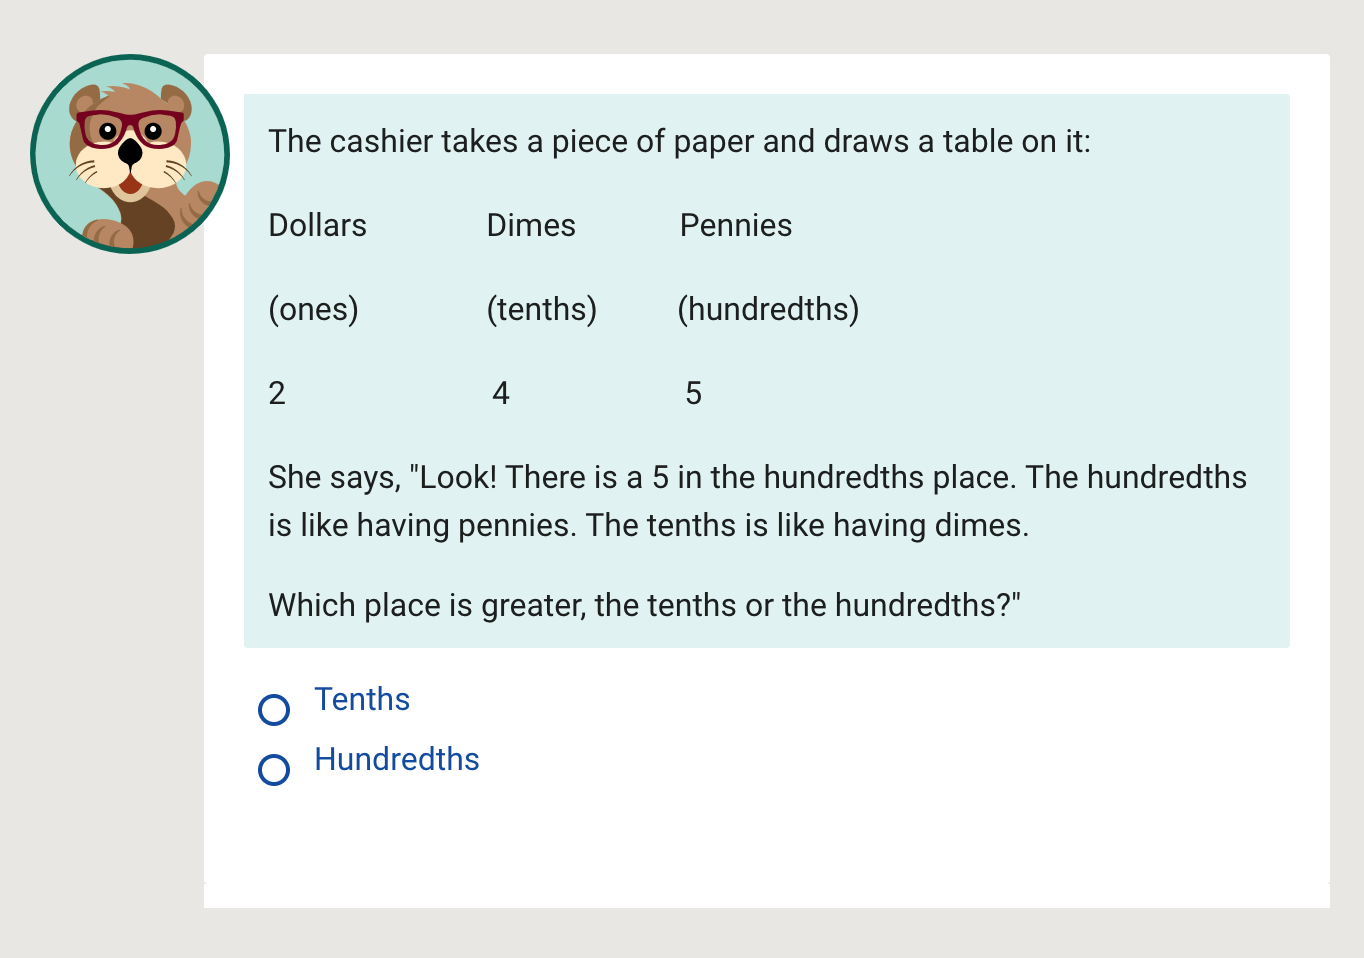 The cashier takes a piece of paper and draws a table on it:
Dollars Dimes Pennies
(ones) (tenths) (hundredths)
2 4 5
She says, "Look! There is a 5 in the hundredths place. The hundredths
is like having pennies. The tenths is like having dimes.
Which place is greater, the tenths or the hundredths?"
Tenths
Hundredths